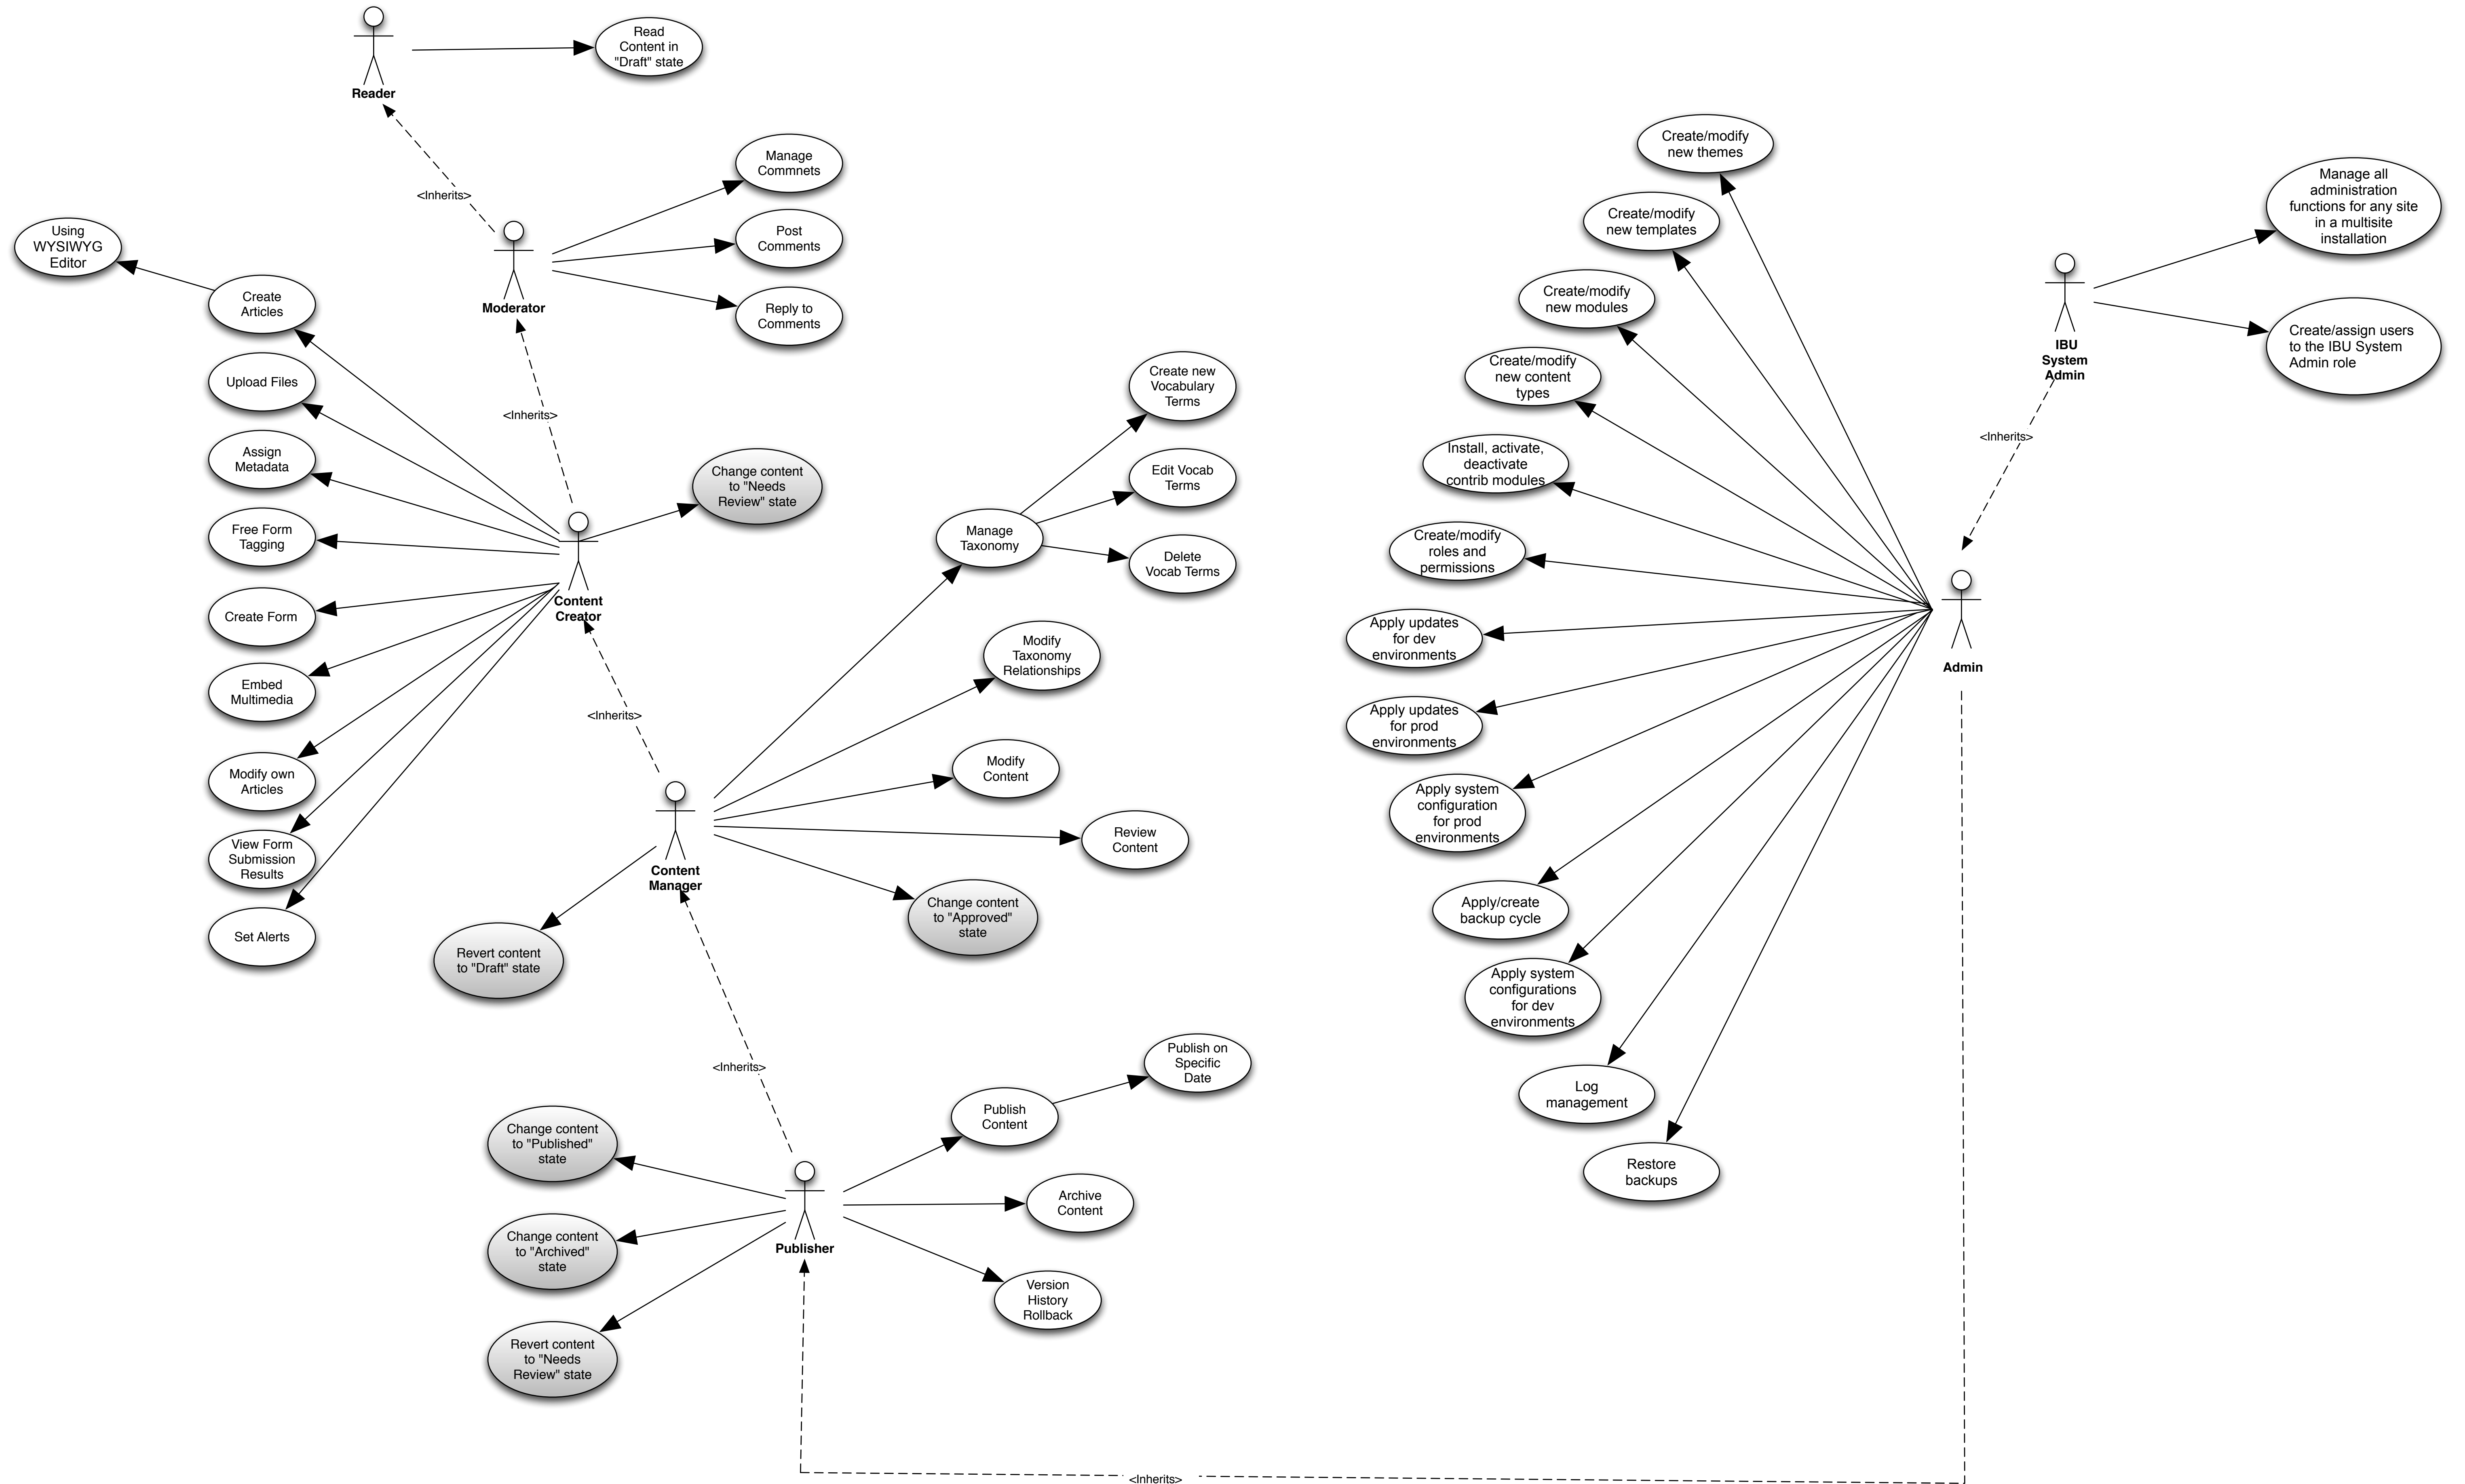 Read
Content in
"Draft" state
Reader
Manage
Commnets
<Inherits>
Post
Comments
Moderator
Reply to
Comments
Using
WYSIWYG
Editor
Create
Articles
Upload Files
Assign
Metadata
Free Form
Tagging
Create Form
Embed
Multimedia
Modify own
Articles
View Form
Submission
Results
Set Alerts
<Inherits>
Change content
to "Needs
Review" state
Content
Creator
<Inherits>
Create new
Vocabulary
Terms
Edit Vocab
Terms
Manage
Taxonomy
Delete
Vocab Terms
Modify
Taxonomy
Relationships
Modify
Content
Review
Content
Content
Manager
Change content
to "Approved"
state
Revert content
to "Draft" state
<Inherits>
Publish on
Specific
Date
Publish
Content
Change content
to "Published"
state
Archive
Content
Change content
to "Archived"
state
Publisher
Version
History
Rollback
Revert content
to "Needs
Review" state
<Inherits>
Create/modify
new themes
Create/modify
new templates
Create/modify
new modules
Create/modify
new content
types
Install, activate,
deactivate
contrib modules
Create/modify
roles and
permissions
Apply updates
for dev
environments
Apply updates
for prod
environments
Apply system
configuration
for prod
environments
Apply/create
backup cycle
Apply system
configurations
for dev
environments
Log
management
Restore
backups
Admin
<Inherits>
IBU
System
Admin
Manage all
administration
functions for any site
in a multisite
installation
Create/assign users
to the IBU System
Admin role